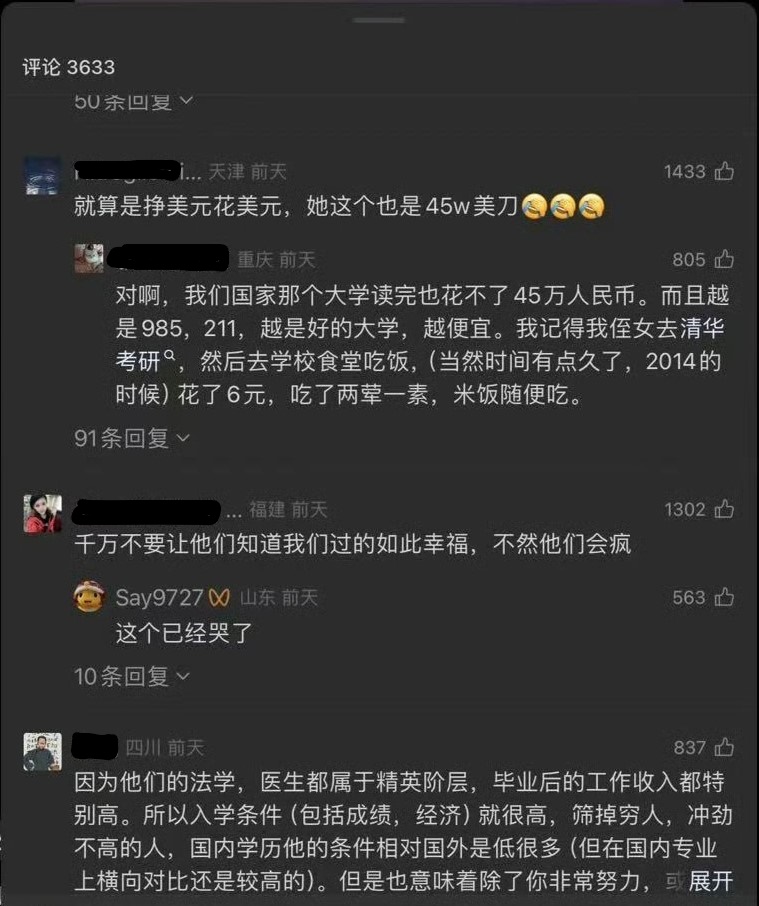 评论 3633
50条回复
i... 天津 前天
1433
就算是挣美元花美元，她这个也是45w美刀🤣🤣🤣
重庆 前天
805
对啊，我们国家那个大学读完也花不了45万人民币。而且越
是985，211，越是好的大学，越便宜。我记得我侄女去清华
考研，然后去学校食堂吃饭，（当然时间有点久了，2014的
时候）花了6元，吃了两荤一素，米饭随便吃。
91条回复
... 福建 前天
1302
千万不要让他们知道我们过的如此幸福，不然他们会疯
Say9727 山东 前天
563
这个已经哭了
10条回复
四川 前天
837
因为他们的法学，医生都属于精英阶层，毕业后的工作收入都特
别高。所以入学条件（包括成绩，经济）就很高，筛掉穷人，冲劲
不高的人，国内学历他的条件相对国外是低很多（但在国内专业
上横向对比还是较高的）。但是也意味着除了你非常努力，或展开